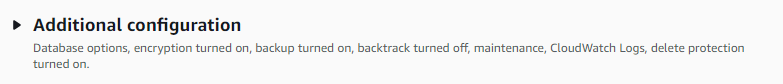 Additional configuration
Database options, encryption turned on, backup turned on, backtrack turned off, maintenance, CloudWatch Logs, delete protection
turned on.